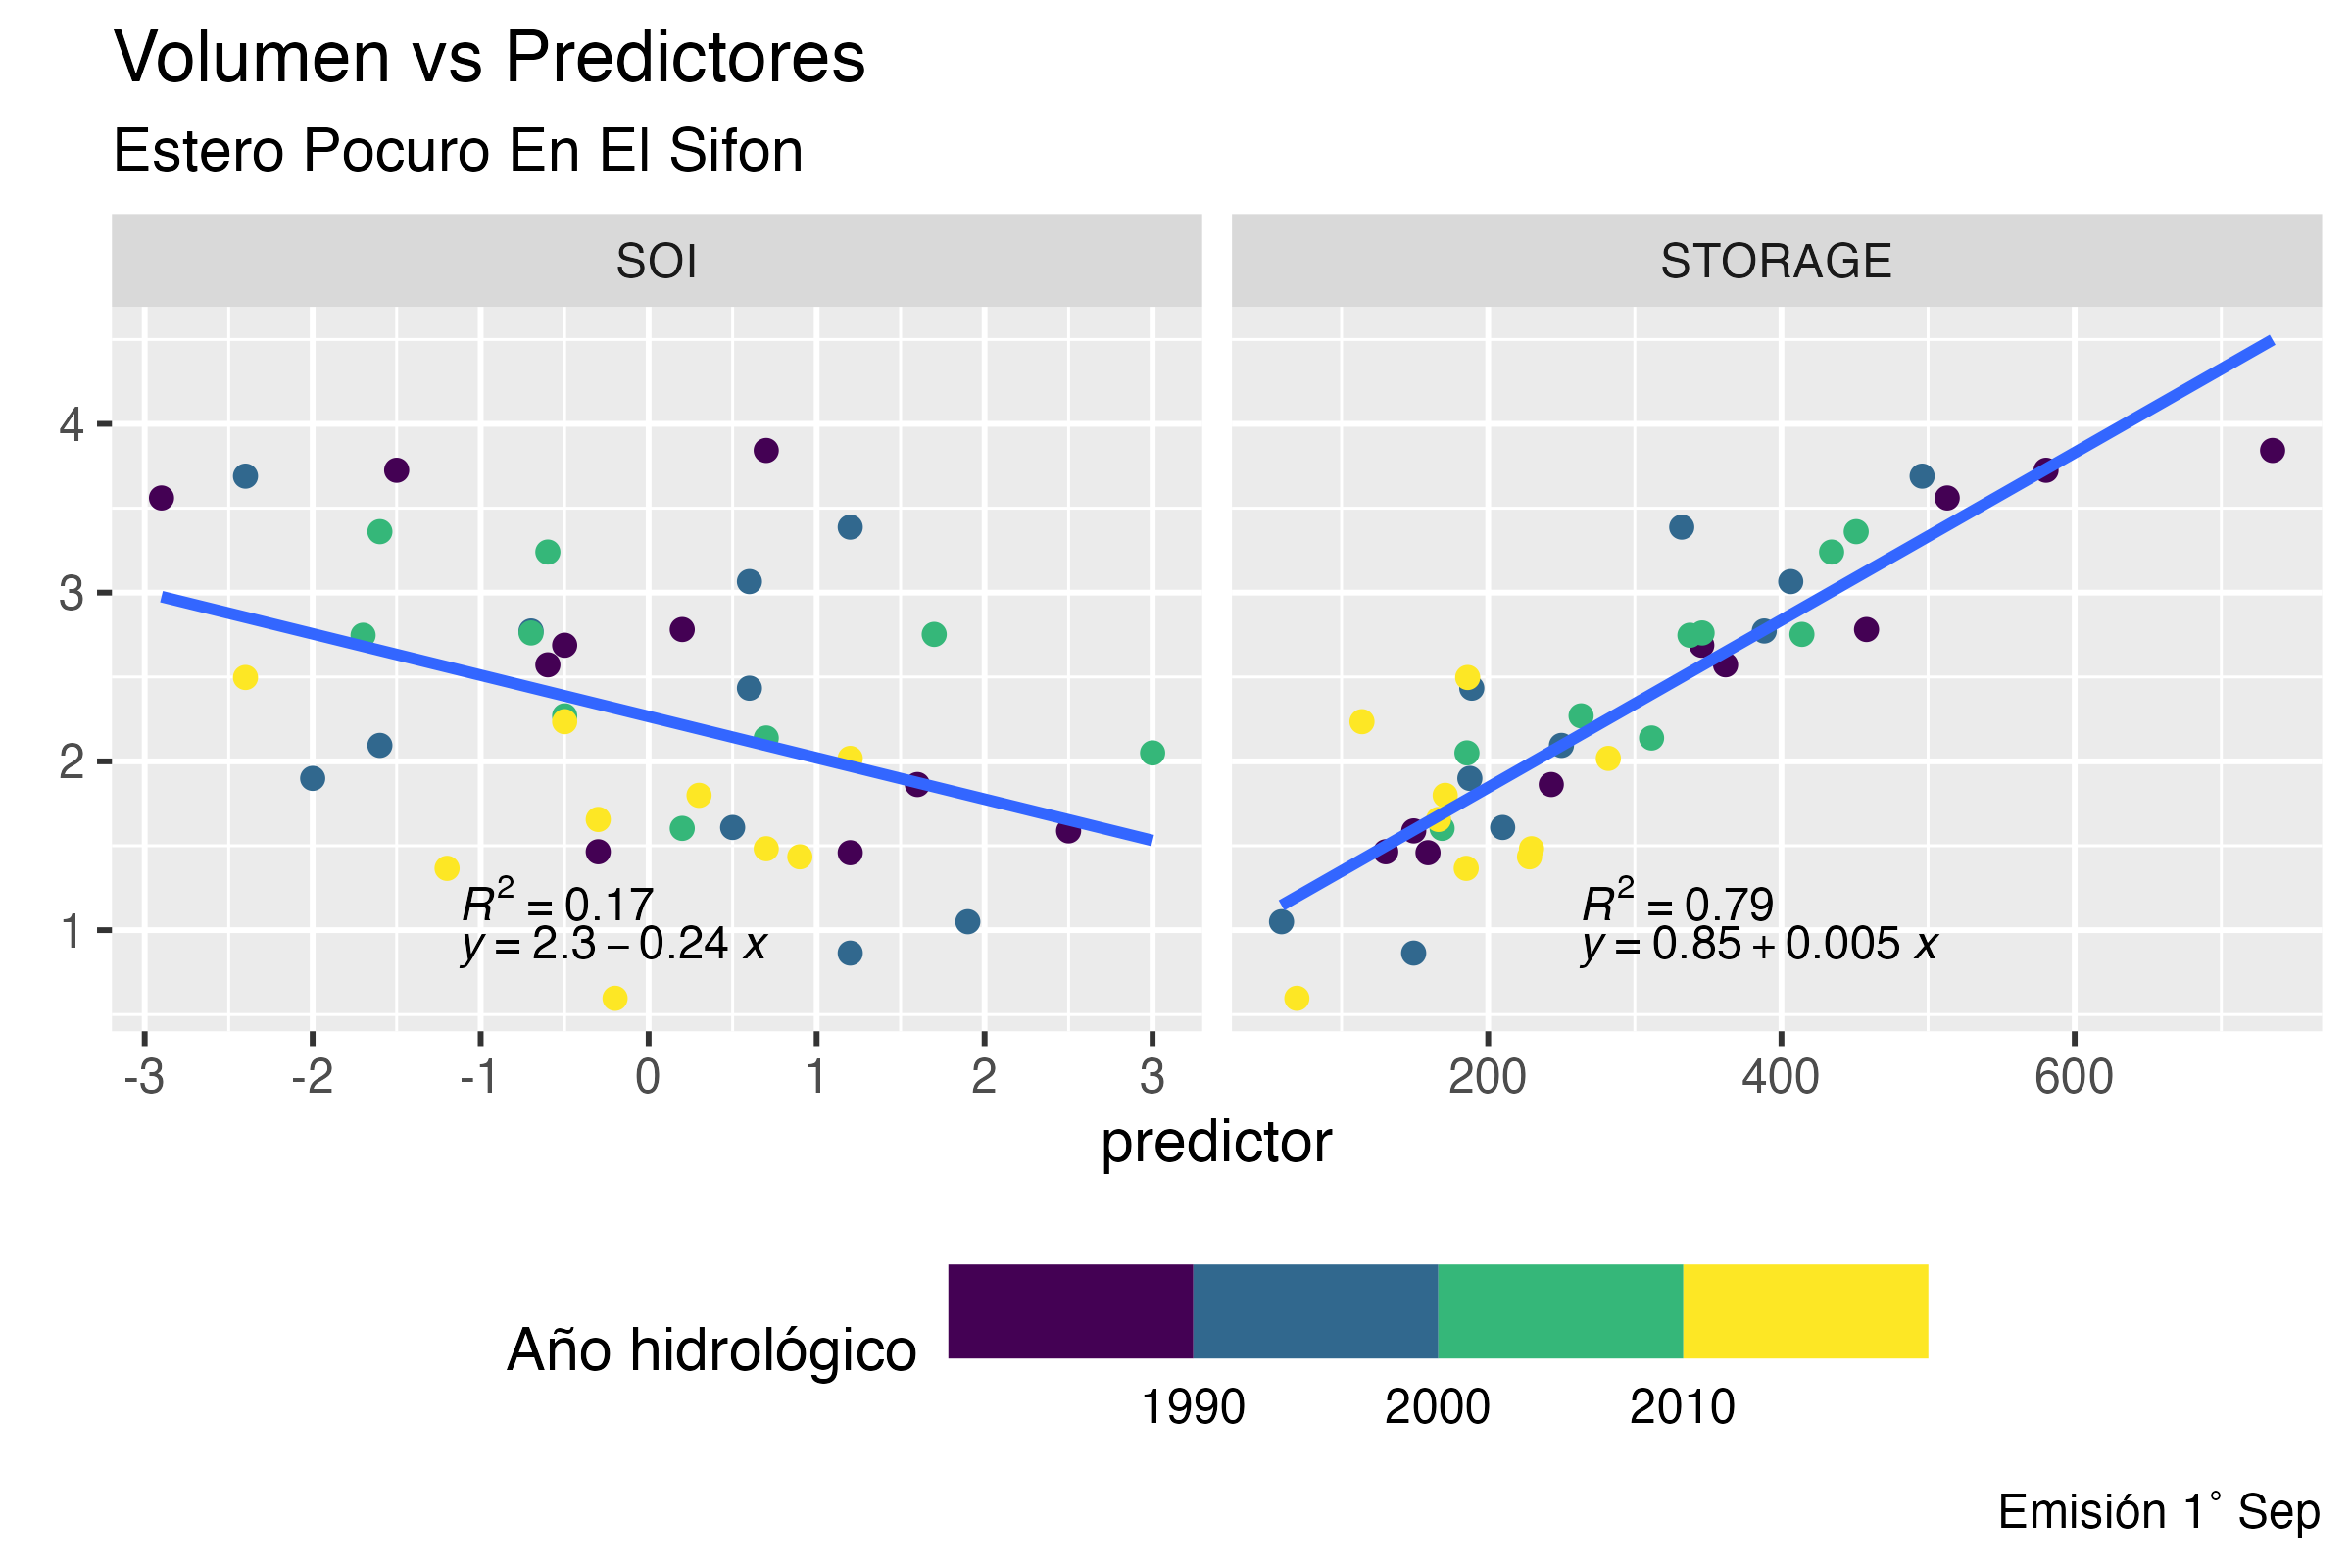 Volumen vs Predictores
Estero Pocuro En El Sifon
SOI
STORAGE
4
3
2
1
R² = 0.17
y = 2.3 − 0.24 x
R² = 0.79
y = 0.85 + 0.005 x
-3 -2 -1 0 1 2 3
200 400 600
predictor
Año hidrológico
1990 2000 2010
Emisión 1˚ Sep